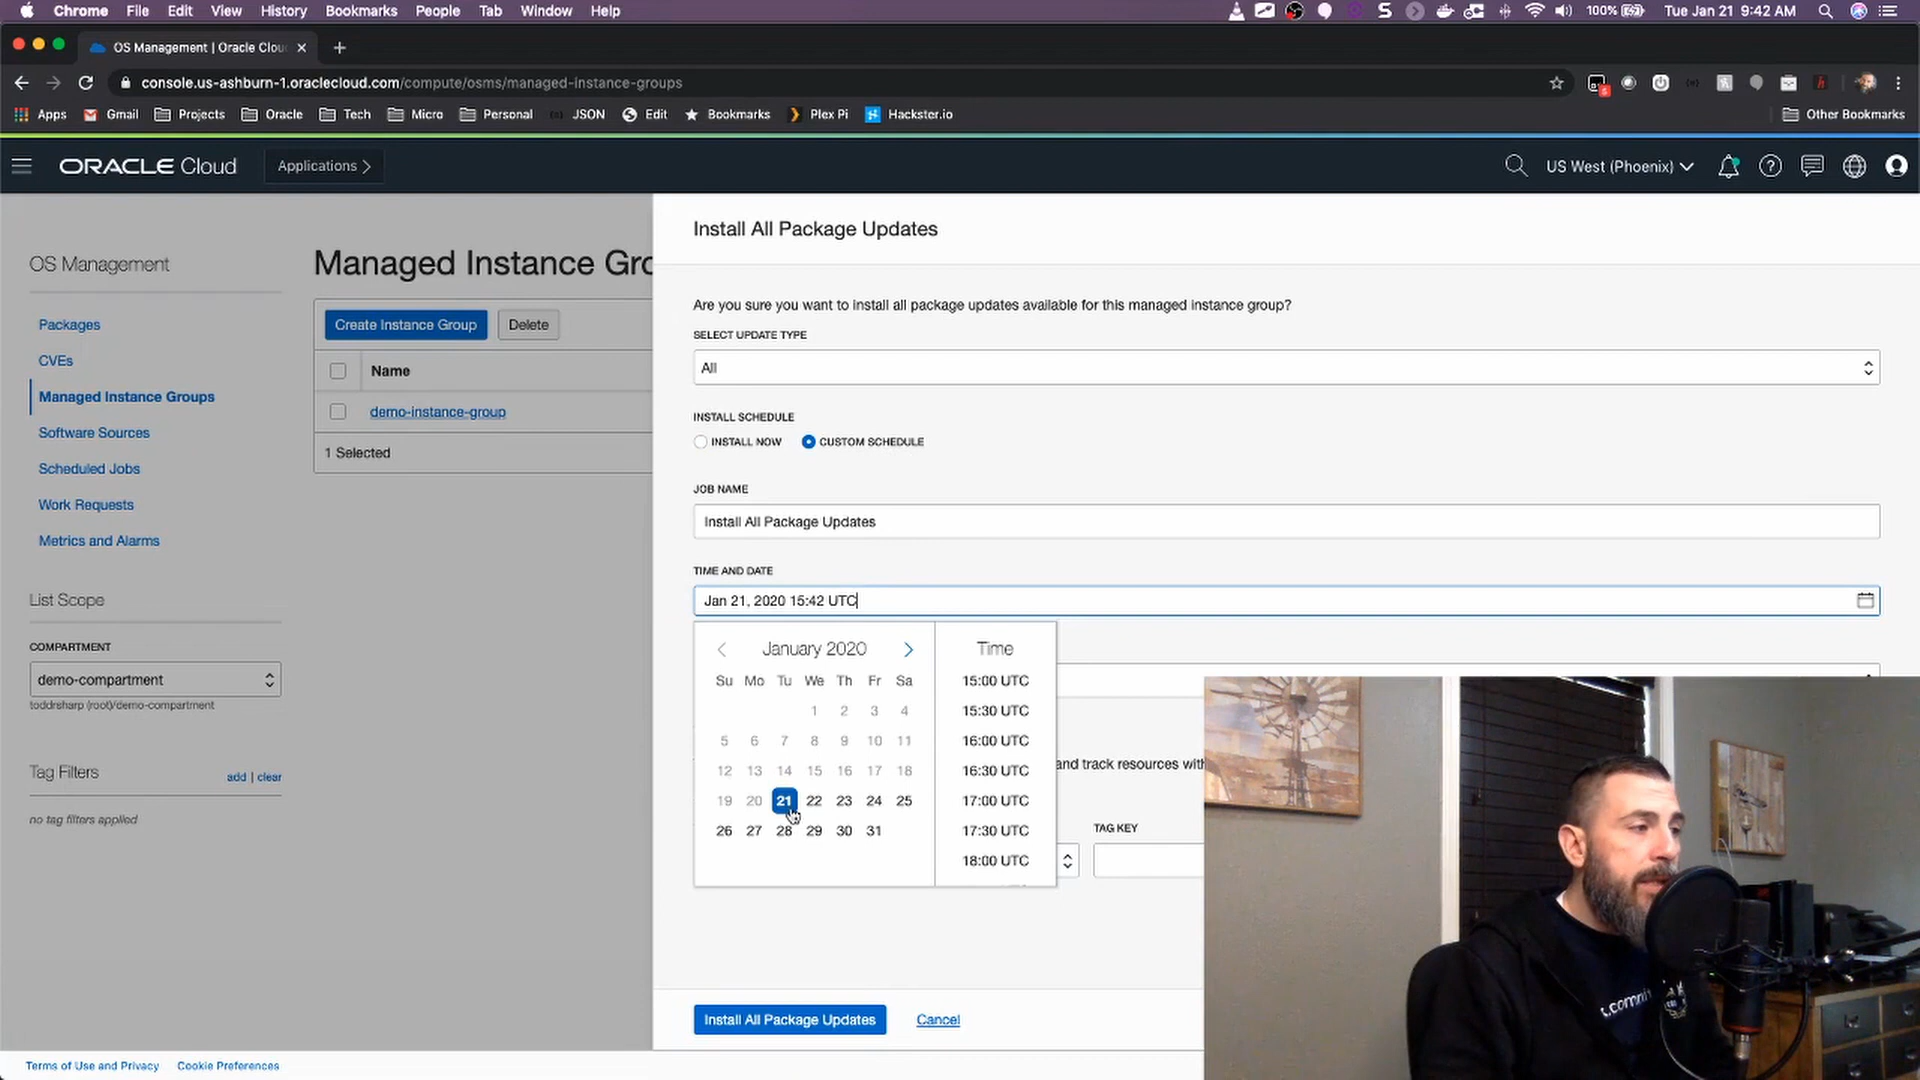 Chrome File Edit View History Bookmarks People Tab Window Help 100% Tue Jan 21 9:42 AM
OS Management | Oracle Clou
console.us-ashburn-1.oraclecloud.com/compute/osms/managed-instance-groups
Apps Gmail Projects Oracle Tech Micro Personal JSON Edit Bookmarks Plex Pi Hackster.io Other Bookmarks
ORACLE Cloud Applications US West (Phoenix)
OS Management
Packages
CVEs
Managed Instance Groups
Software Sources
Scheduled Jobs
Work Requests
Metrics and Alarms
List Scope
COMPARTMENT
demo-compartment
toddrsharp (root)/demo-compartment
Tag Filters add | clear
no tag filters applied
Managed Instance Gro
Create Instance Group Delete
Name
demo-instance-group
1 Selected
Install All Package Updates
Are you sure you want to install all package updates available for this managed instance group?
SELECT UPDATE TYPE
All
INSTALL SCHEDULE
INSTALL NOW CUSTOM SCHEDULE
JOB NAME
Install All Package Updates
TIME AND DATE
Jan 21, 2020 15:42 UTC
January 2020
Su Mo Tu We Th Fr Sa
1 2 3 4
5 6 7 8 9 10 11
12 13 14 15 16 17 18
19 20 21 22 23 24 25
26 27 28 29 30 31
Time
15:00 UTC
15:30 UTC
16:00 UTC
16:30 UTC
17:00 UTC
17:30 UTC
18:00 UTC
and track resources with
TAG KEY
Install All Package Updates Cancel
Terms of Use and Privacy Cookie Preferences